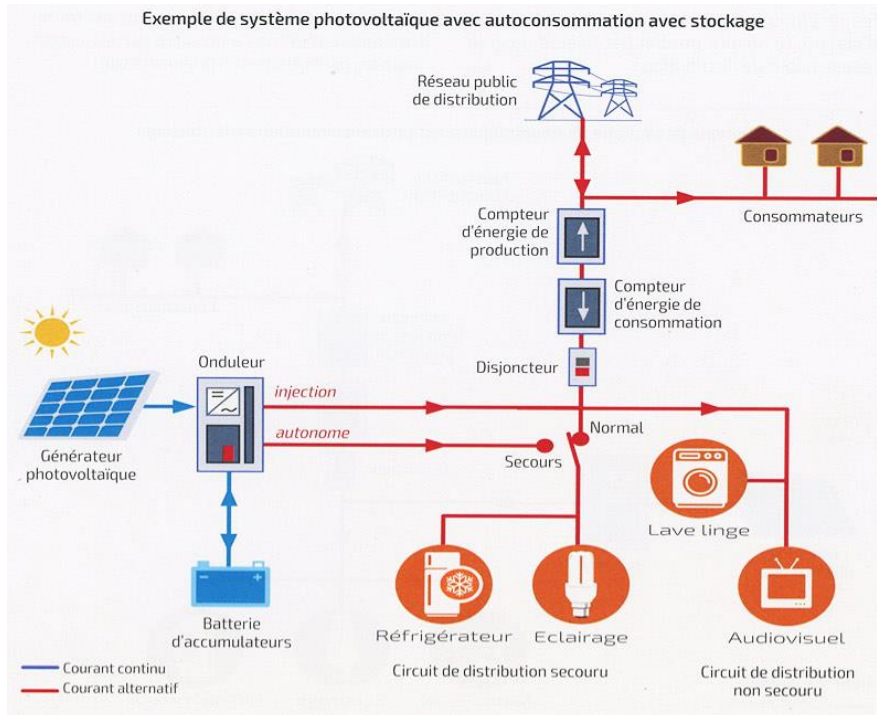 Exemple de système photovoltaïque avec autoconsommation avec stockage
Réseau public
de distribution
Compteur
d'énergie de
production
Consommateurs
Compteur
d'énergie de
consommation
Onduleur
Disjoncteur
injection
autonome
Normal
Secours
Générateur
photovoltaïque
Lave linge
Batterie
d'accumulateurs
Réfrigérateur
Eclairage
Audiovisuel
Circuit de distribution secouru
Circuit de distribution
non secouru
Courant continu
Courant alternatif